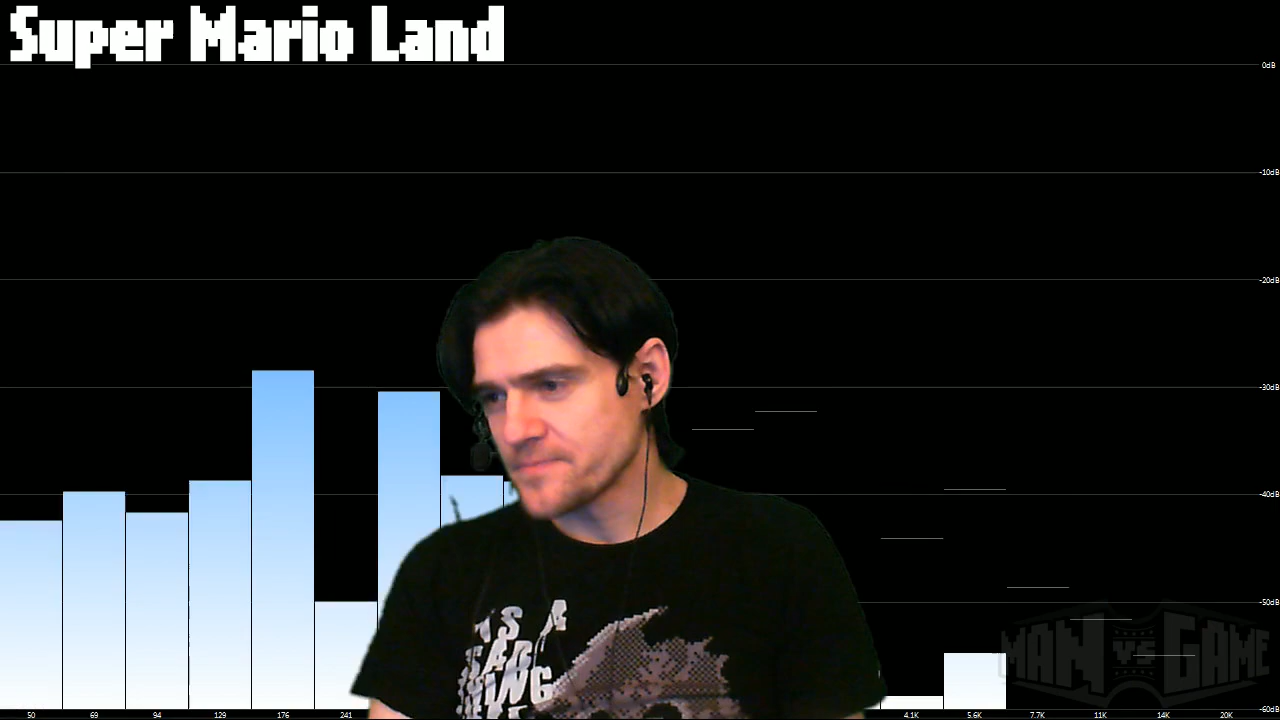 Super Mario Land
0dB
-10dB
-20dB
-30dB
-40dB
-50dB
-60dB
IS A
MAN VS GAME
50 69 94 129 176 241 4.1K 5.6K 7.7K 11K 14K 20K